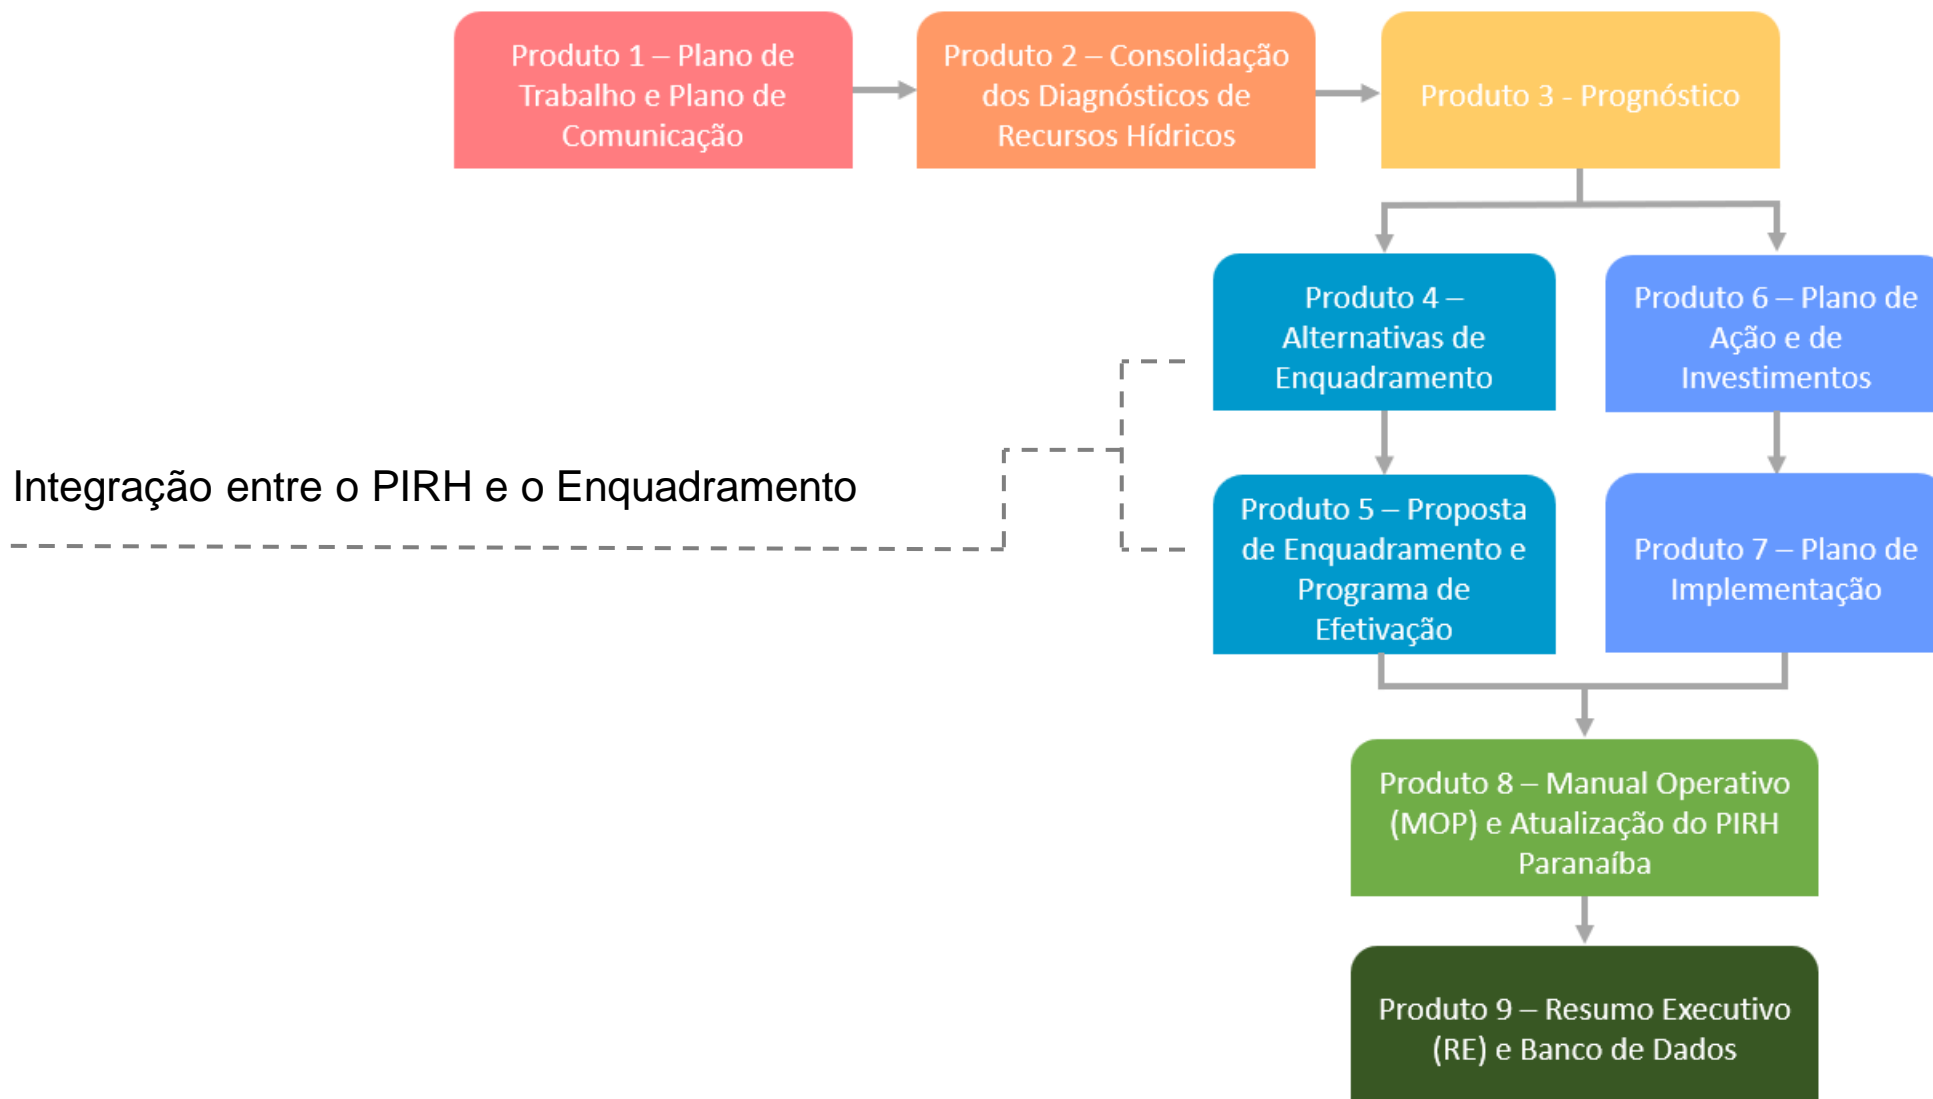 Produto 1 – Plano de
Trabalho e Plano de
Comunicação
Produto 2 – Consolidação
dos Diagnósticos de
Recursos Hídricos
Produto 3 - Prognóstico
Produto 4 –
Alternativas de
Enquadramento
Produto 6 – Plano de
Ação e de
Investimentos
Integração entre o PIRH e o Enquadramento
Produto 5 – Proposta
de Enquadramento e
Programa de
Efetivação
Produto 7 – Plano de
Implementação
Produto 8 – Manual Operativo
(MOP) e Atualização do PIRH
Paranaíba
Produto 9 – Resumo Executivo
(RE) e Banco de Dados